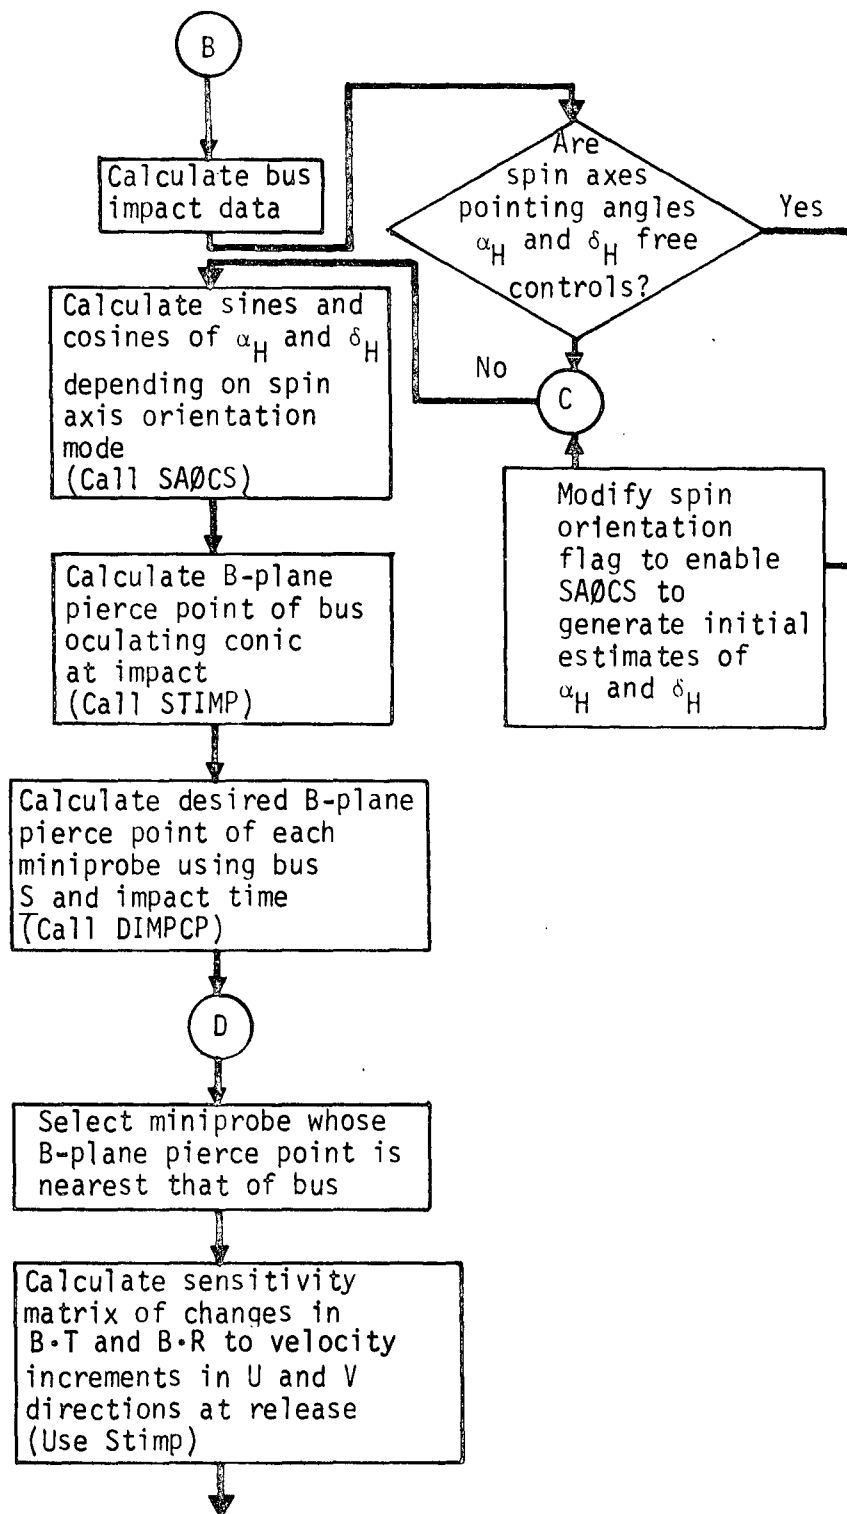 B
Calculate bus
impact data
Are
spin axes
pointing angles
α_H and δ_H free
controls?
Yes
No
C
Modify spin
orientation
flag to enable
SAØCS to
generate initial
estimates of
α_H and δ_H
Calculate sines and
cosines of α_H and δ_H
depending on spin
axis orientation
mode
(Call SAØCS)
Calculate B-plane
pierce point of bus
oculating conic
at impact
(Call STIMP)
Calculate desired B-plane
pierce point of each
miniprobe using bus
S and impact time
(Call DIMPCP)
D
Select miniprobe whose
B-plane pierce point is
nearest that of bus
Calculate sensitivity
matrix of changes in
B·T and B·R to velocity
increments in U and V
directions at release
(Use Stimp)